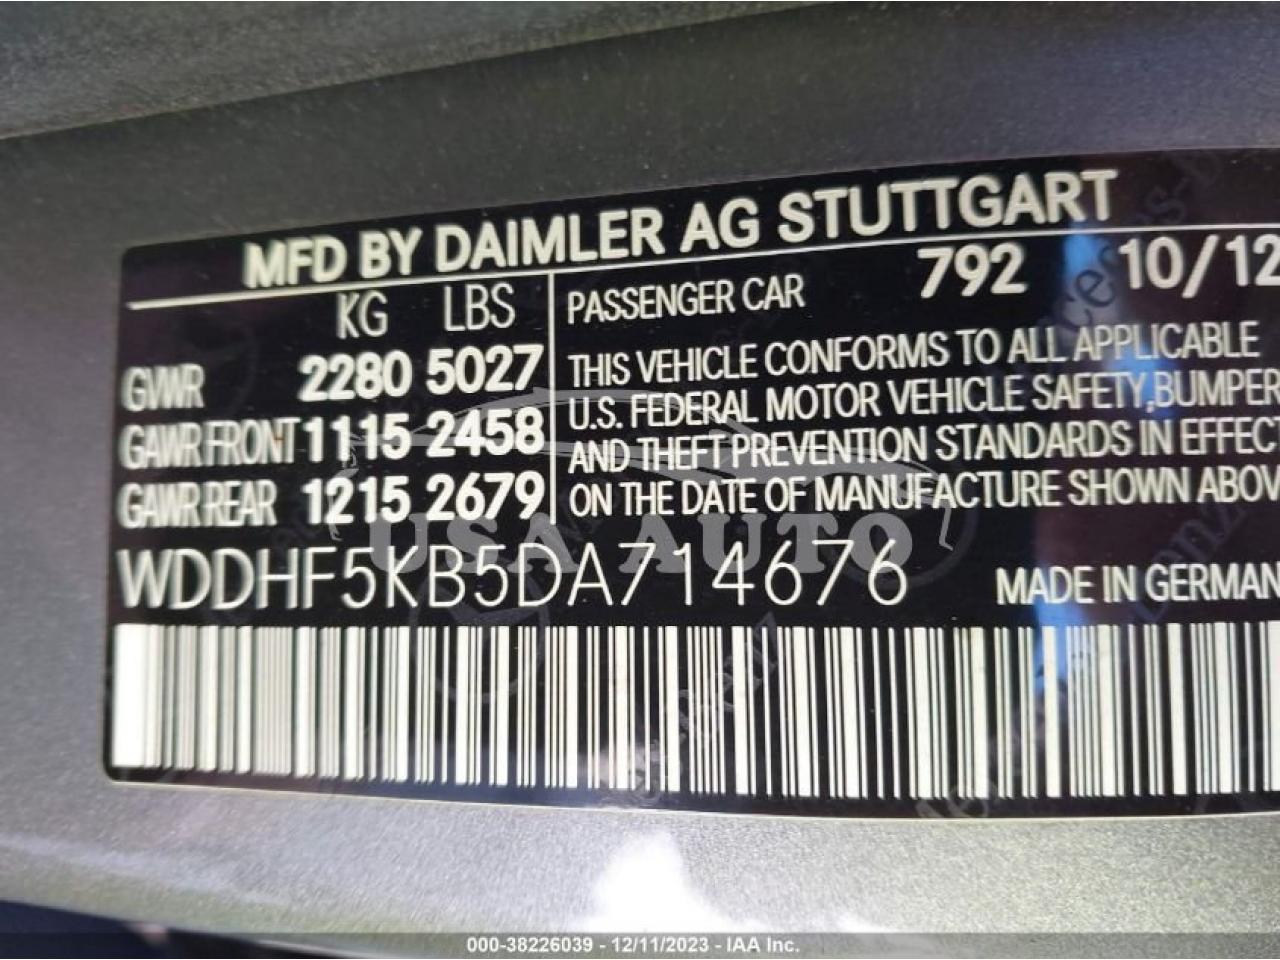 MFD BY DAIMLER AG STUTTGART
KG LBS
GVWR 2280 5027
GAWR FRONT 1115 2458
GAWR REAR 1215 2679
PASSENGER CAR 792 10/12
THIS VEHICLE CONFORMS TO ALL APPLICABLE
U.S. FEDERAL MOTOR VEHICLE SAFETY,BUMPER
AND THEFT PREVENTION STANDARDS IN EFFECT
ON THE DATE OF MANUFACTURE SHOWN ABOV
USA AUTO
WDDHF5KB5DA714676 MADE IN GERMAN
000-38226039 - 12/11/2023 - IAA Inc.